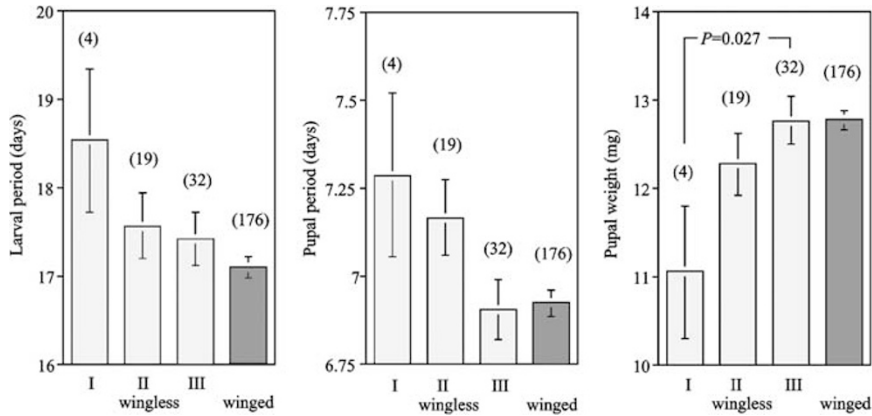 Larval period (days)
20
19
18
17
16
(4)
(19)
(32)
(176)
I
II
III
wingless
winged
Pupal period (days)
7.75
7.5
7.25
7
6.75
(4)
(19)
(32)
(176)
I
II
III
wingless
winged
Pupal weight (mg)
14
13
12
11
10
P=0.027
(4)
(19)
(32)
(176)
I
II
III
wingless
winged